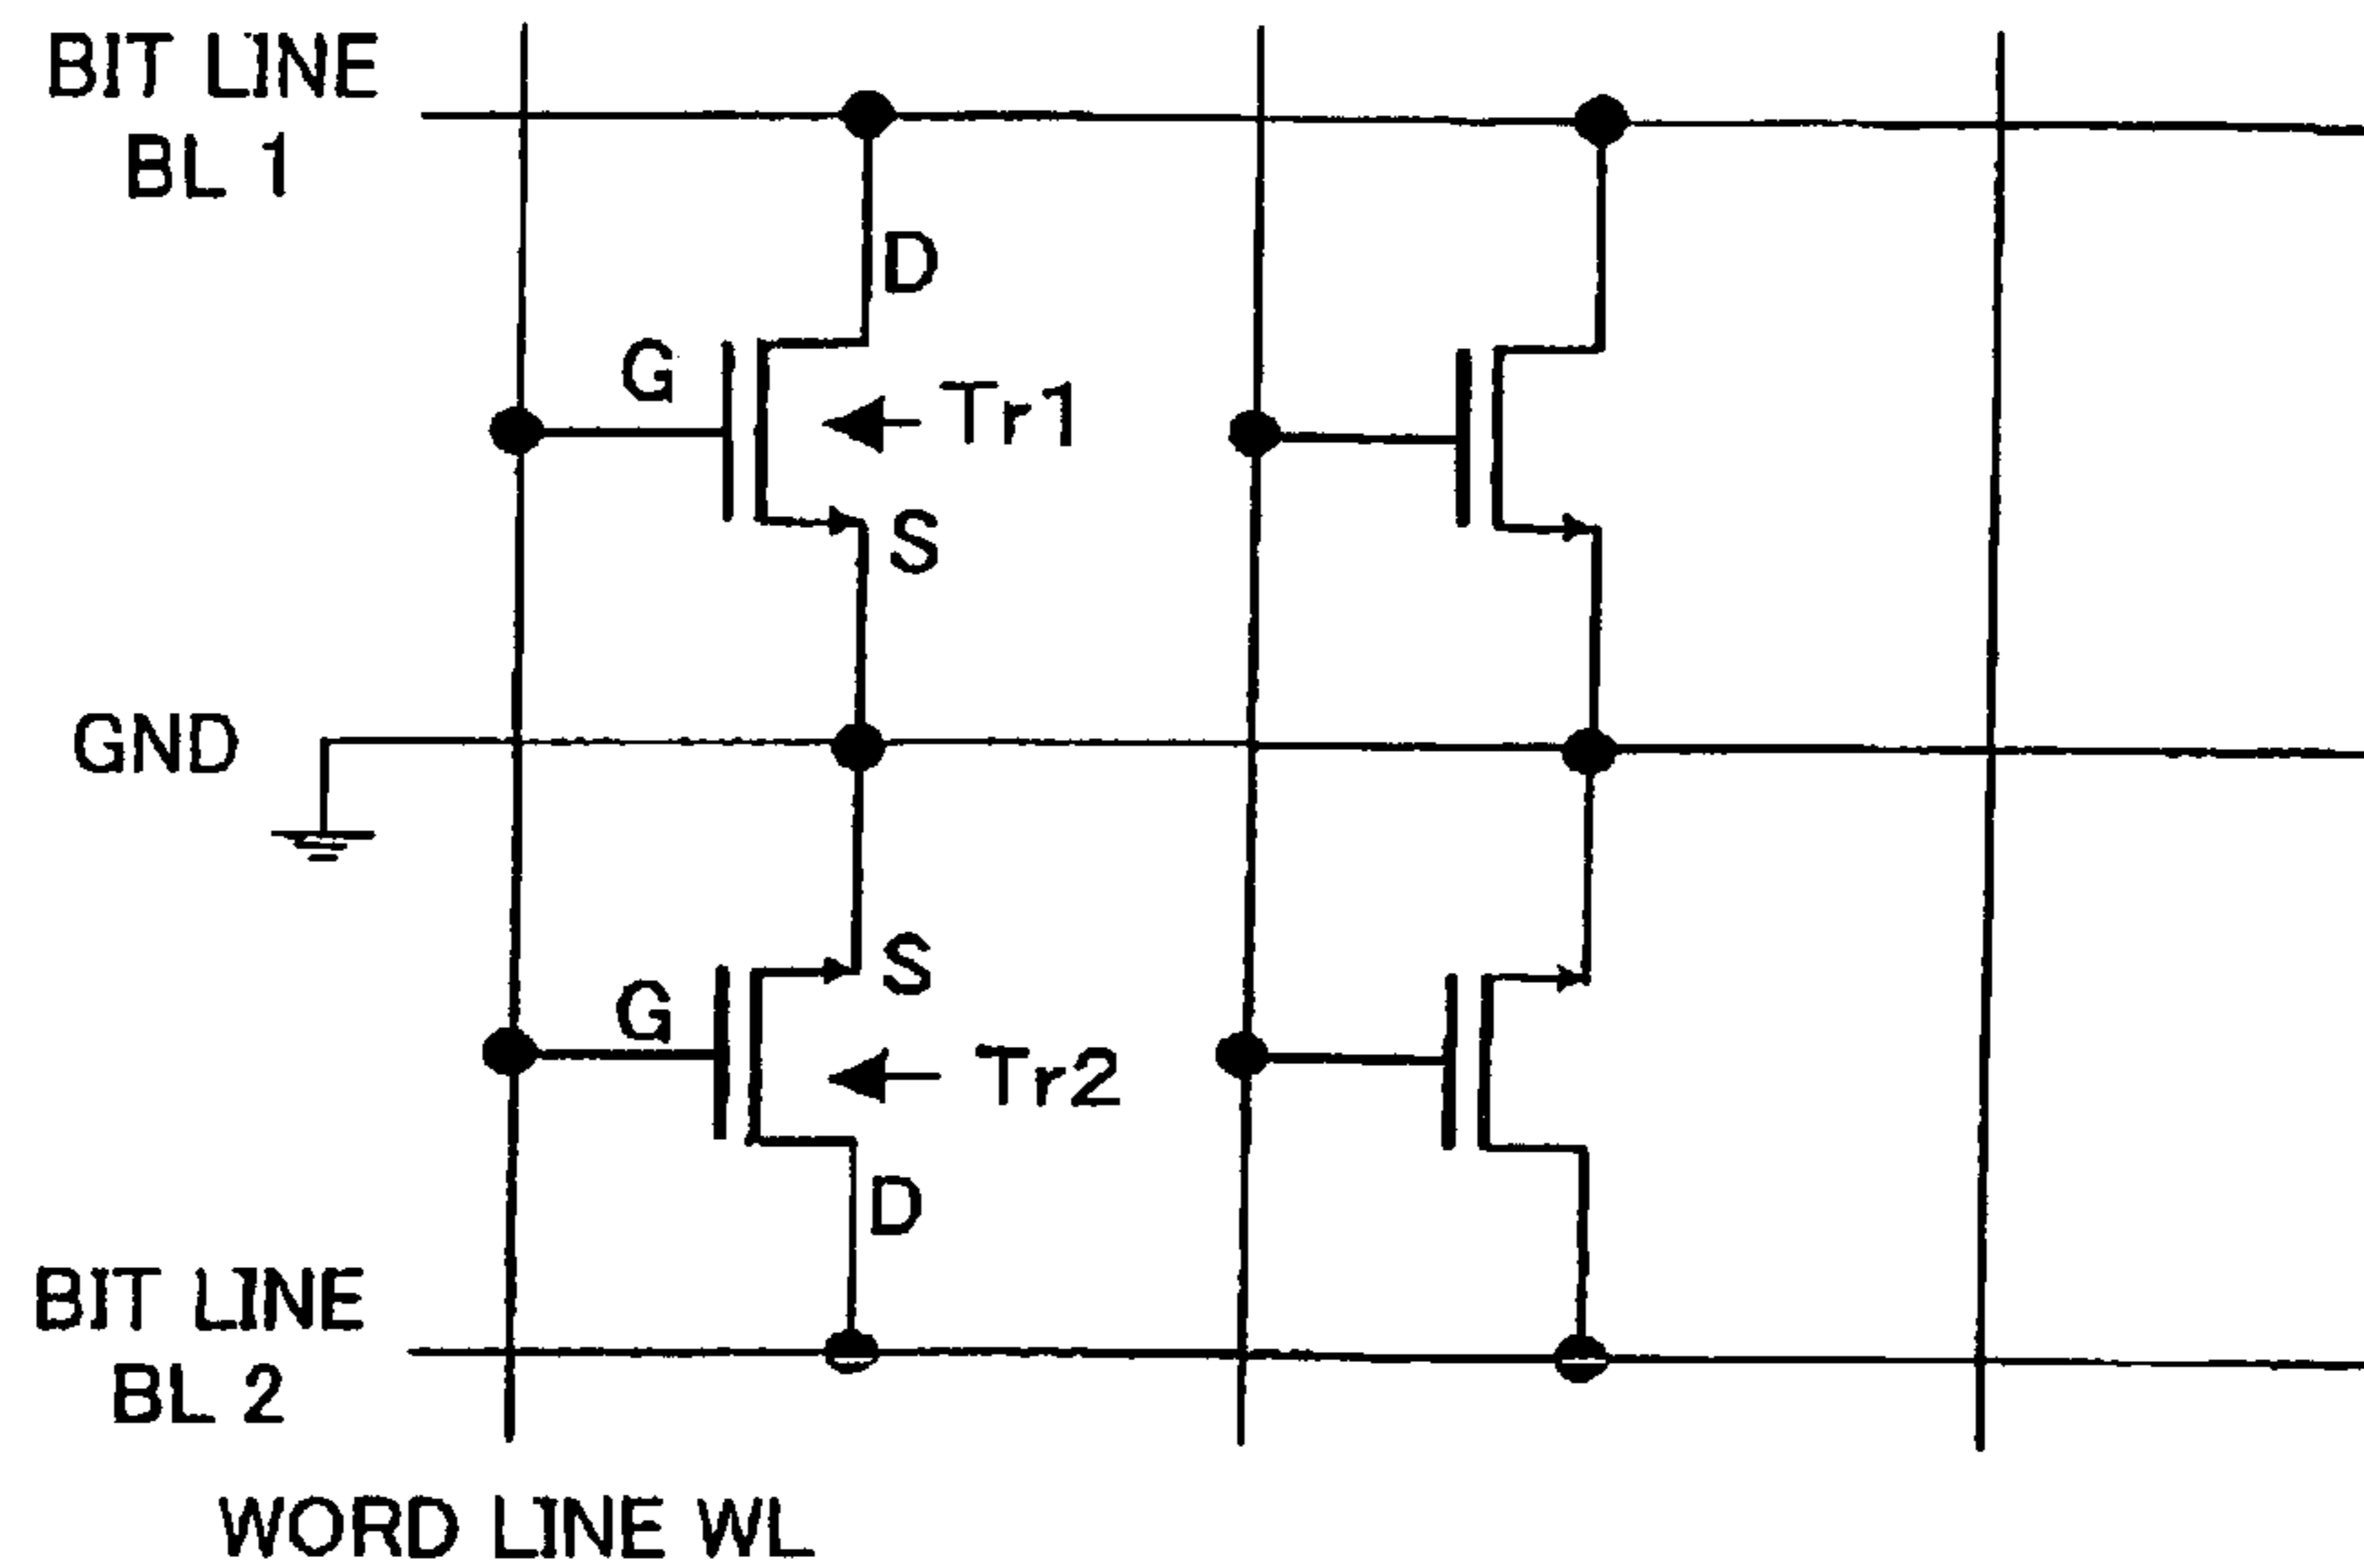 BIT LINE
BL 1
D
G
Tr1
S
GND
S
G
Tr2
D
BIT LINE
BL 2
WORD LINE WL